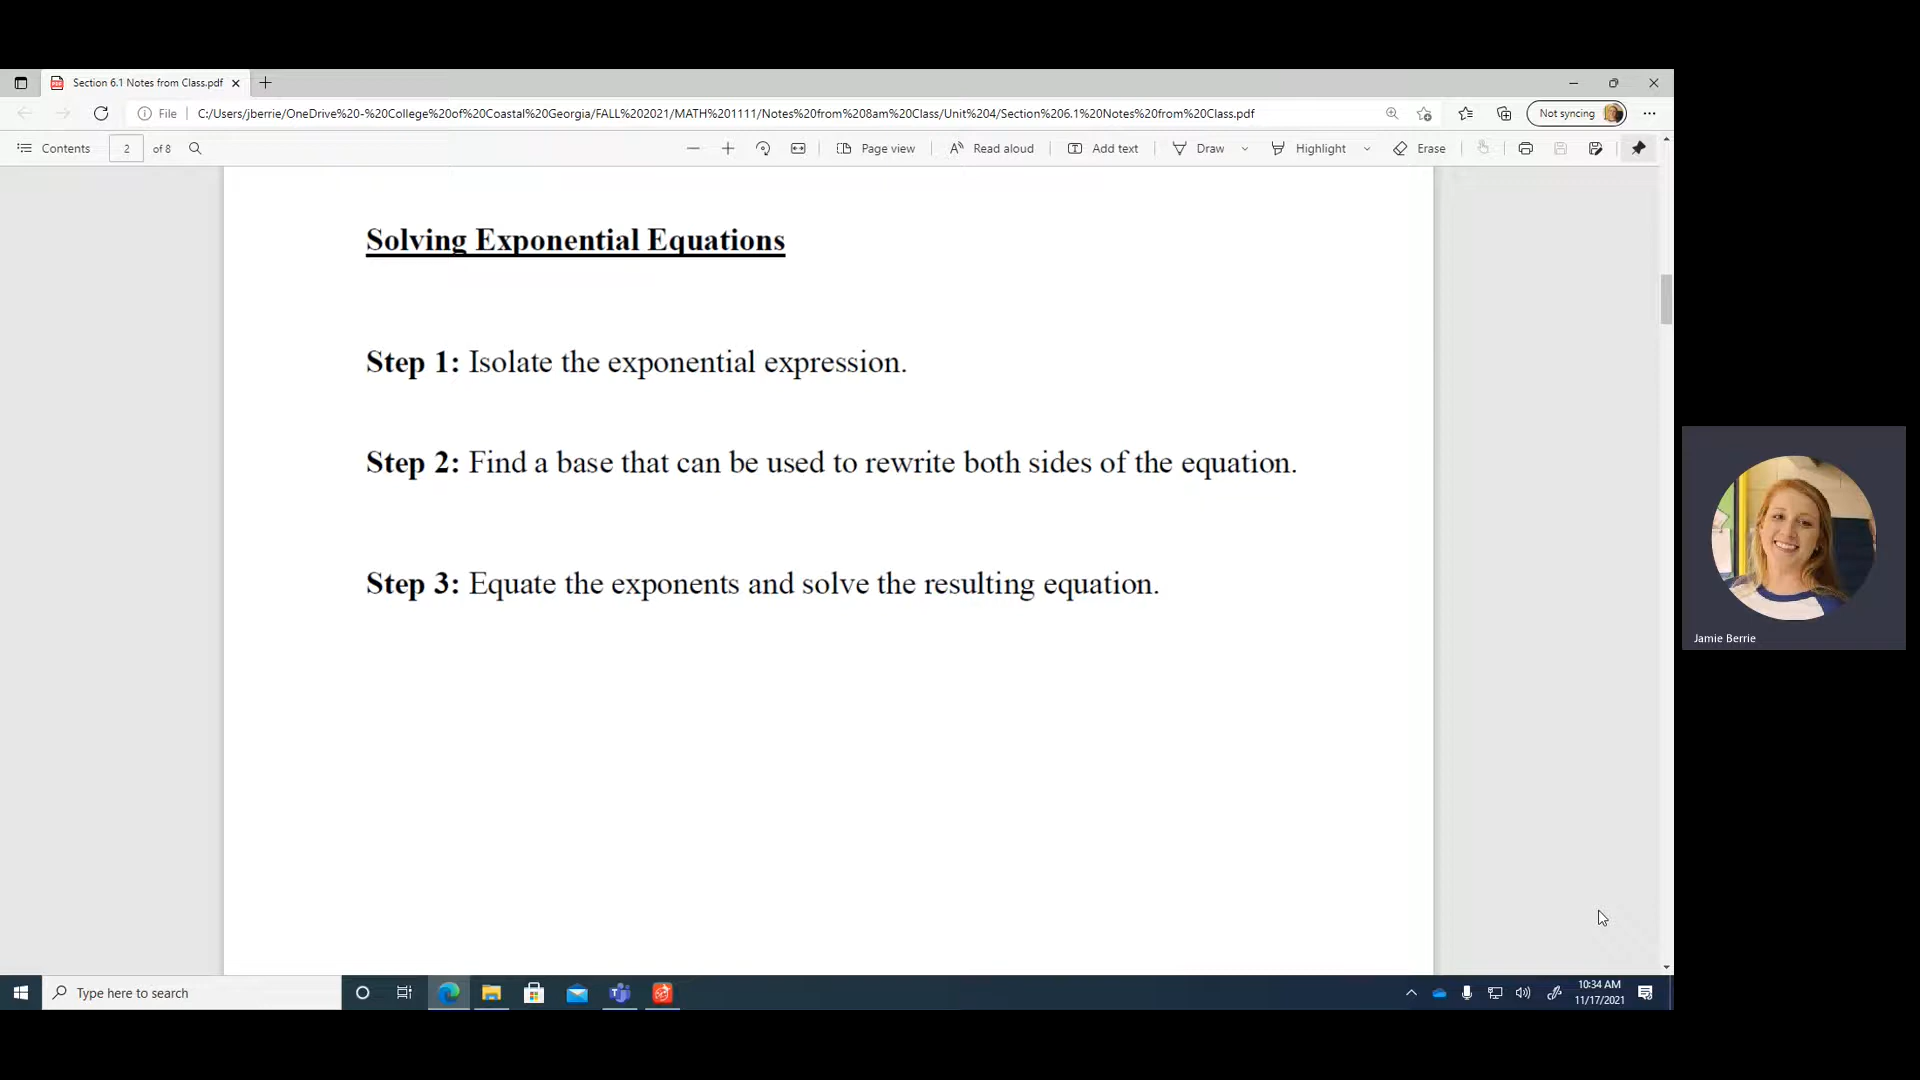 Section 6.1 Notes from Class.pdf
File
C:/Users/jberrie/OneDrive%20-%20College%20of%20Coastal%20Georgia/FALL%202021/MATH%201111/Notes%20from%208am%20Class/Unit%204/Section%206.1%20Notes%20from%20Class.pdf
Not syncing
Contents 2 of 8
Page view
Read aloud
Add text
Draw
Highlight
Erase
Solving Exponential Equations
Step 1: Isolate the exponential expression.
Step 2: Find a base that can be used to rewrite both sides of the equation.
Step 3: Equate the exponents and solve the resulting equation.
Jamie Berrie
Type here to search
10:34 AM
11/17/2021